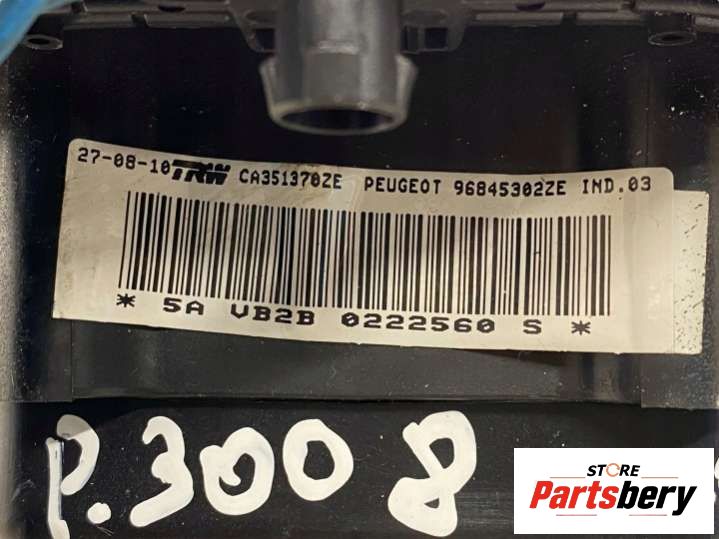 27-08-10 TRW CA351370ZE PEUGEOT 96845302ZE IND.03
* 5A VB2B 0222560 S *
P.3008
STORE
Partsbery